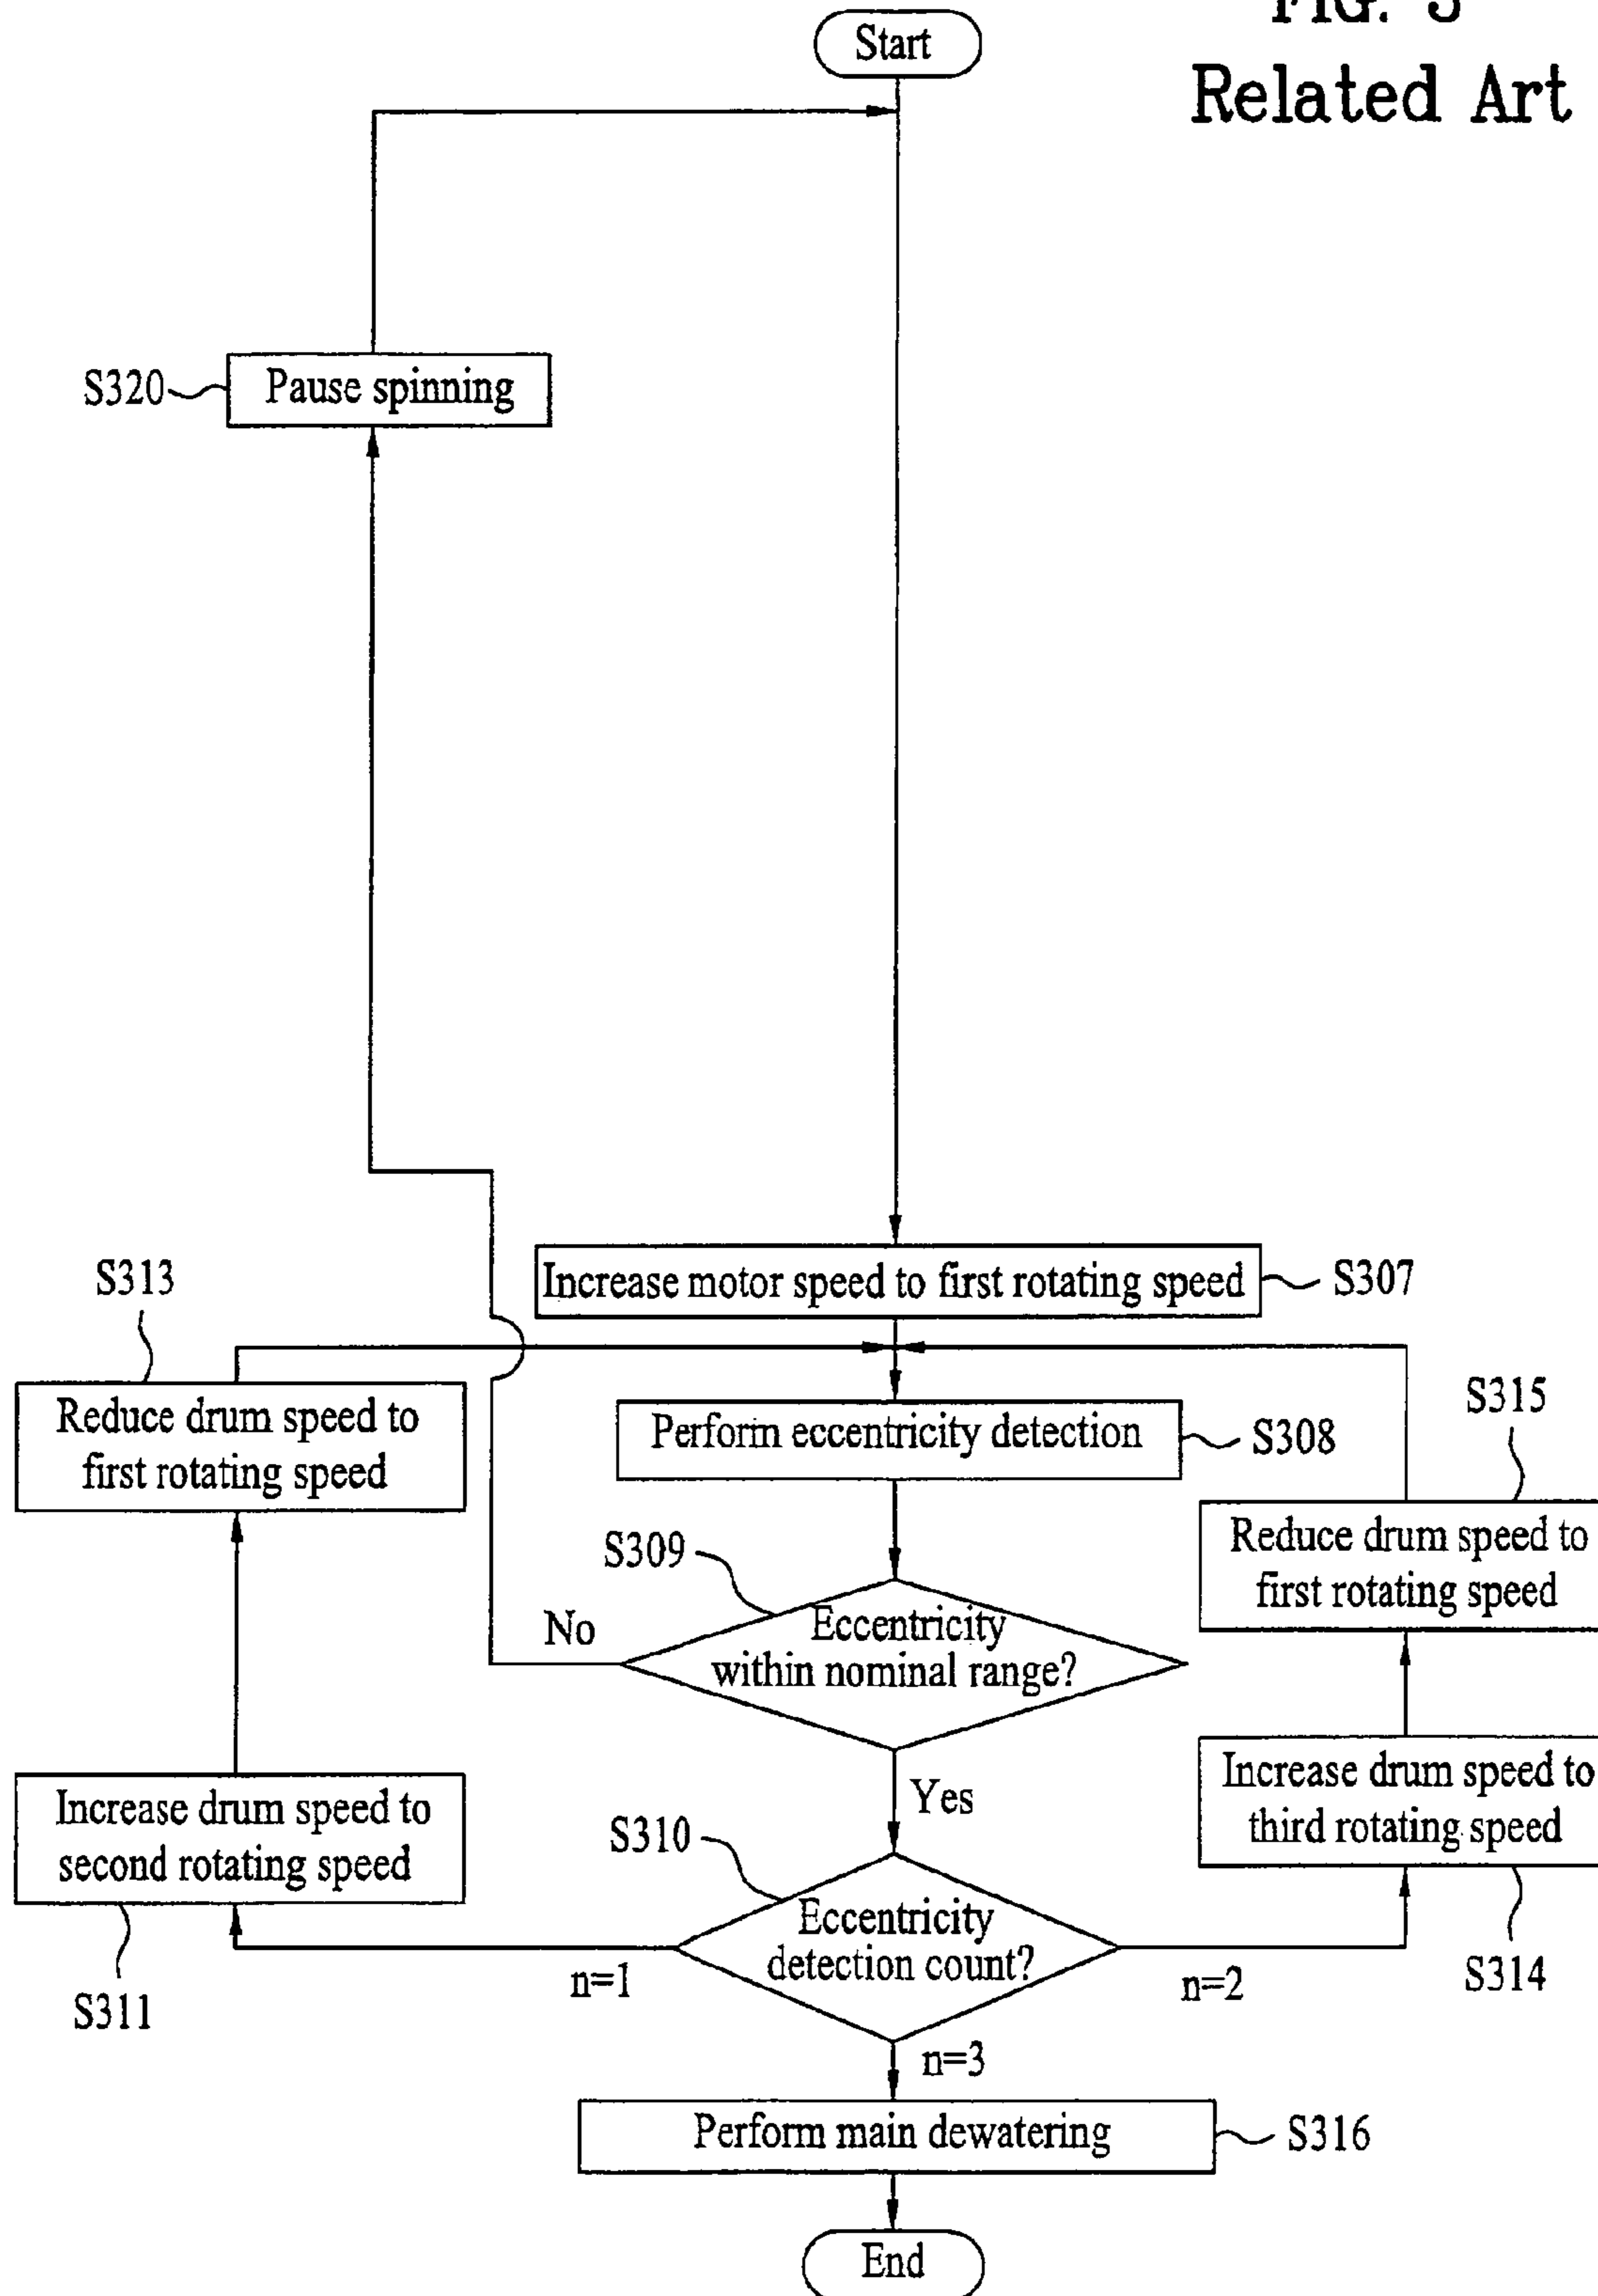 Start
FIG. 3
Related Art
S320
Pause spinning
Increase motor speed to first rotating speed
S307
S313
Reduce drum speed to
first rotating speed
Perform eccentricity detection
S308
S315
Reduce drum speed to
first rotating speed
S309
Eccentricity
within nominal range?
No
Yes
Increase drum speed to
third rotating speed
S314
Increase drum speed to
second rotating speed
S311
S310
Eccentricity
detection count?
n=1
n=2
n=3
Perform main dewatering
S316
End